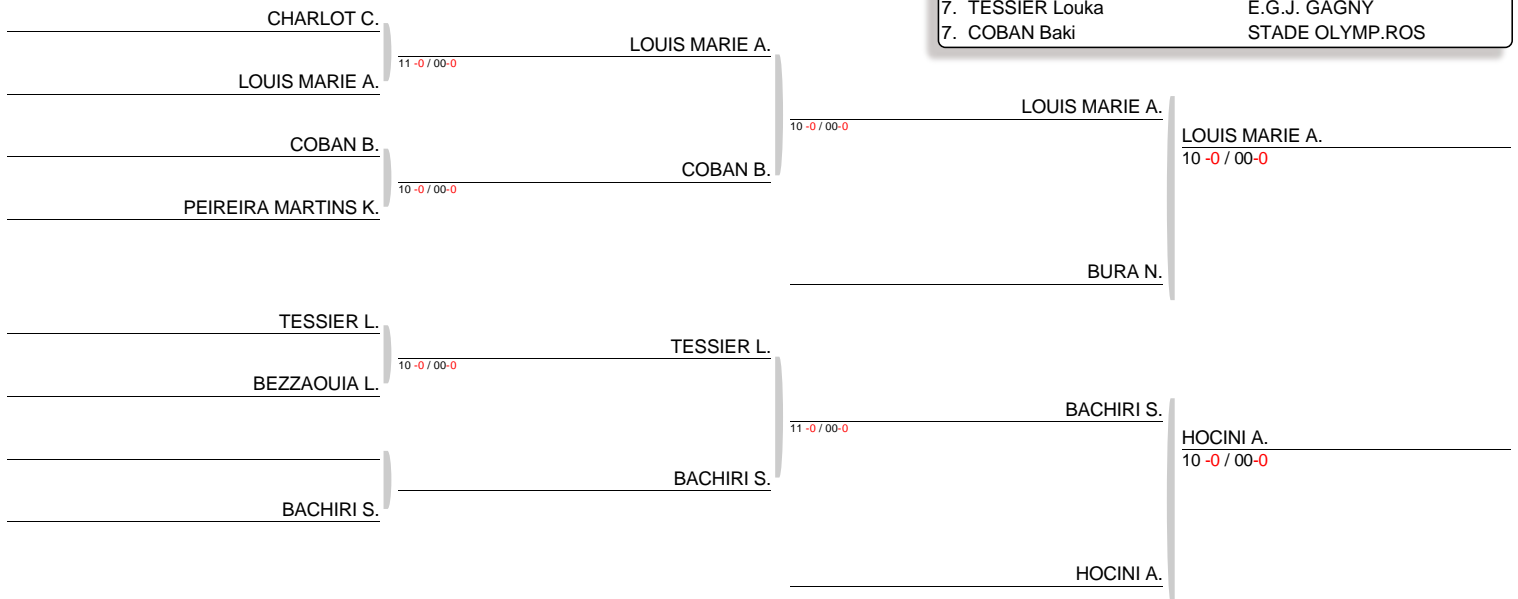 7. TESSIER Louka E.G.J. GAGNY
7. COBAN Baki STADE OLYMP.ROS
CHARLOT C.
LOUIS MARIE A.
11 -0 / 00-0
LOUIS MARIE A.
COBAN B.
COBAN B.
10 -0 / 00-0
PEIREIRA MARTINS K.
LOUIS MARIE A.
10 -0 / 00-0
LOUIS MARIE A.
10 -0 / 00-0
BURA N.
TESSIER L.
TESSIER L.
10 -0 / 00-0
BEZZAOUIA L.
BACHIRI S.
BACHIRI S.
BACHIRI S.
11 -0 / 00-0
HOCINI A.
10 -0 / 00-0
HOCINI A.